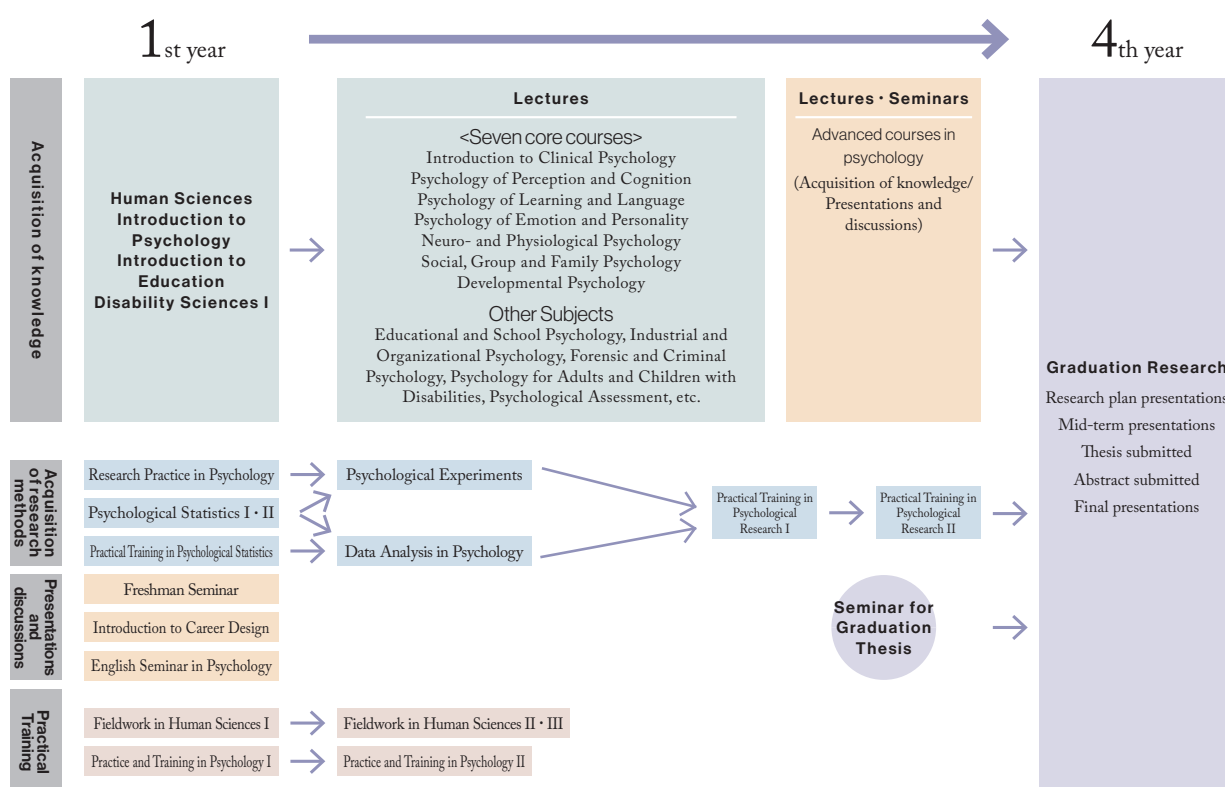 1st year
4th year
Acquisition of knowledge
Human Sciences
Introduction to
Psychology
Introduction to
Education
Disability Sciences I
Lectures
<Seven core courses>
Introduction to Clinical Psychology
Psychology of Perception and Cognition
Psychology of Learning and Language
Psychology of Emotion and Personality
Neuro- and Physiological Psychology
Social, Group and Family Psychology
Developmental Psychology
Other Subjects
Educational and School Psychology, Industrial and
Organizational Psychology, Forensic and Criminal
Psychology, Psychology for Adults and Children with
Disabilities, Psychological Assessment, etc.
Lectures・Seminars
Advanced courses in
psychology
(Acquisition of knowledge/
Presentations and
discussions)
Graduation Research
Research plan presentations
Mid-term presentations
Thesis submitted
Abstract submitted
Final presentations
Acquisition
of research
methods
Research Practice in Psychology
Psychological Statistics I・II
Practical Training in Psychological Statistics
Psychological Experiments
Data Analysis in Psychology
Practical Training in
Psychological
Research I
Practical Training in
Psychological
Research II
Presentations
and
discussions
Freshman Seminar
Introduction to Career Design
English Seminar in Psychology
Seminar for
Graduation
Thesis
Practical
Training
Fieldwork in Human Sciences I
Fieldwork in Human Sciences II・III
Practice and Training in Psychology I
Practice and Training in Psychology II